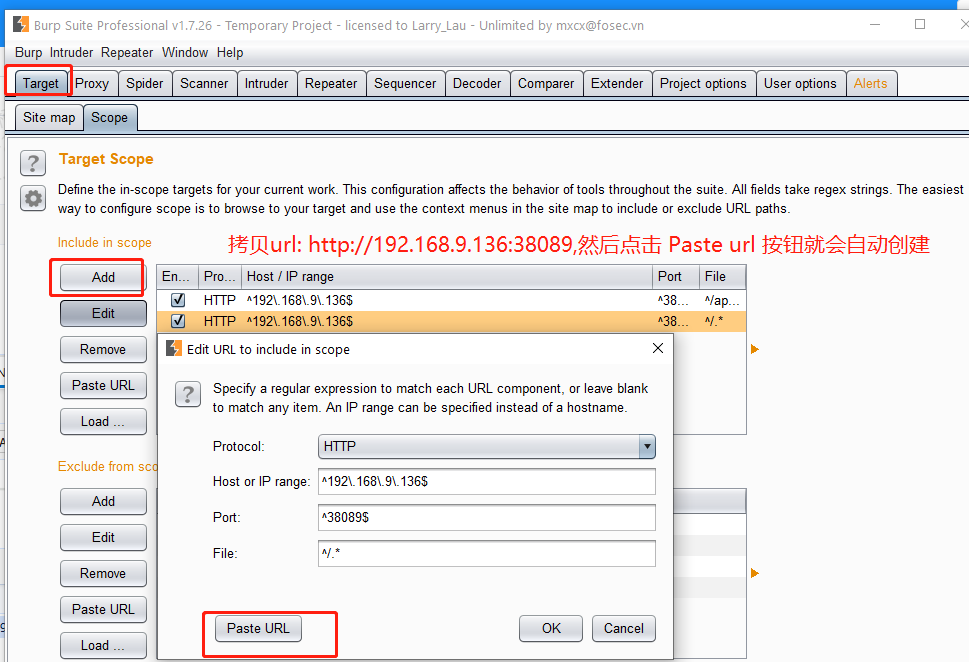 Burp Suite Professional v1.7.26 - Temporary Project - licensed to Larry_Lau - Unlimited by mxcx@fosec.vn
Burp Intruder Repeater Window Help
Target Proxy Spider Scanner Intruder Repeater Sequencer Decoder Comparer Extender Project options User options Alerts
Site map Scope
? Target Scope
Define the in-scope targets for your current work. This configuration affects the behavior of tools throughout the suite. All fields take regex strings. The easiest
way to configure scope is to browse to your target and use the context menus in the site map to include or exclude URL paths.
Include in scope
拷贝url: http://192.168.9.136:38089,然后点击 Paste url 按钮就会自动创建
Add
Edit
Remove
Paste URL
Load ...
En... Pro... Host / IP range Port File
HTTP ^192\.168\.9\.136$ ^38... ^/ap...
HTTP ^192\.168\.9\.136$ ^38... ^/.*
Edit URL to include in scope
? Specify a regular expression to match each URL component, or leave blank
to match any item. An IP range can be specified instead of a hostname.
Protocol: HTTP
Host or IP range: ^192\.168\.9\.136$
Port: ^38089$
File: ^/.*
Paste URL OK Cancel
Exclude from sco
Add
Edit
Remove
Paste URL
Load ...